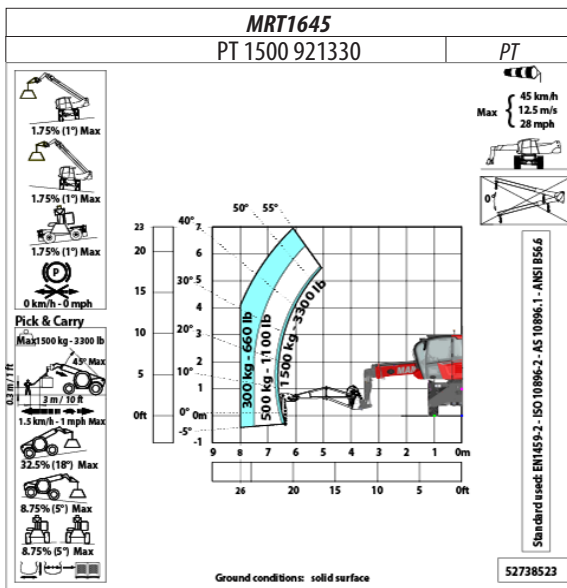 MRT1645
PT 1500 921330
PT
1.75% (1°) Max
1.75% (1°) Max
1.75% (1°) Max
P
0 km/h - 0 mph
Pick & Carry
Max 1500 kg - 3300 lb
45° Max
0.3 m / 1 ft
3 m / 10 ft
1.5 km/h - 1 mph Max
32.5% (18°) Max
8.75% (5°) Max
8.75% (5°) Max
Max
45 km/h
12.5 m/s
28 mph
0°
50° 55°
40°
30°
20°
10°
0°
-5°
23
20
15
10
5
0ft
7
6
5
4
3
2
1
0m
-1
300 kg - 660 lb
500 kg - 1100 lb
1500 kg - 3300 lb
MAN
9 8 7 6 5 4 3 2 1 0m
26 20 15 10 5 0ft
Standard used: EN1459-2 - ISO 10896-2 - AS 10896.1 - ANSI B56.6
Ground conditions: solid surface
52738523